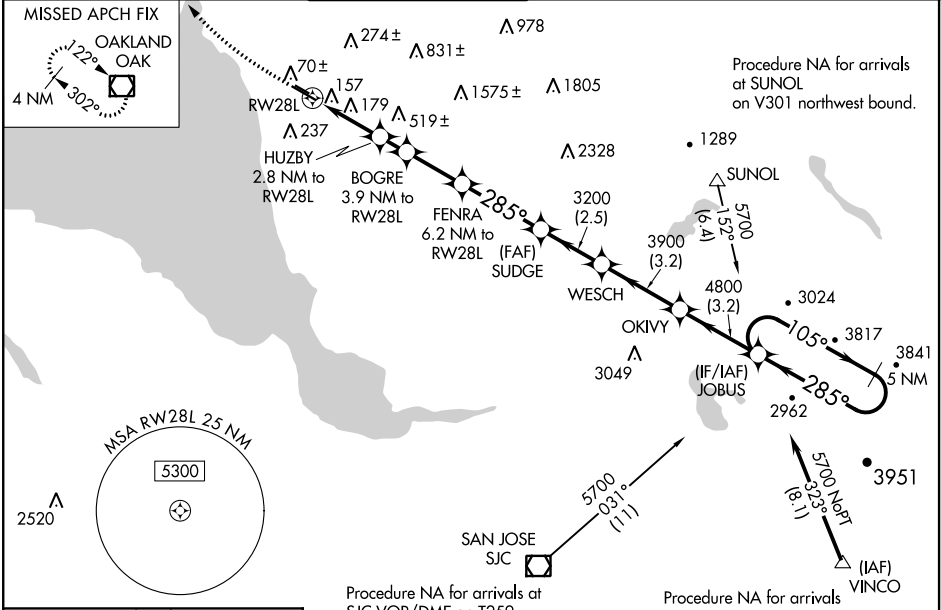 MISSED APCH FIX
OAKLAND
OAK
122°
302°
4 NM
274±
831±
978
70±
157
RW28L
179
1575±
1805
519±
237
Procedure NA for arrivals
at SUNOL
on V301 northwest bound.
HUZBY
2.8 NM to
RW28L
BOGRE
3.9 NM to
RW28L
2328
1289
SUNOL
FENRA
6.2 NM to
RW28L
285°
3200
(2.5)
(FAF)
SUDGE
5700
152°
(6.4)
3900
(3.2)
WESCH
4800
(3.2)
OKIVY
3024
105°
3817
3841
5 NM
3049
(IF/IAF)
JOBUS
285°
2962
MSA RW28L 25 NM
5300
3951
2520
5700
031°
(11)
5700 NoPT
323°
(8.1)
SAN JOSE
SJC
(IAF)
VINCO
Procedure NA for arrivals at
SJC VOR/DME on T259
Procedure NA for arrivals